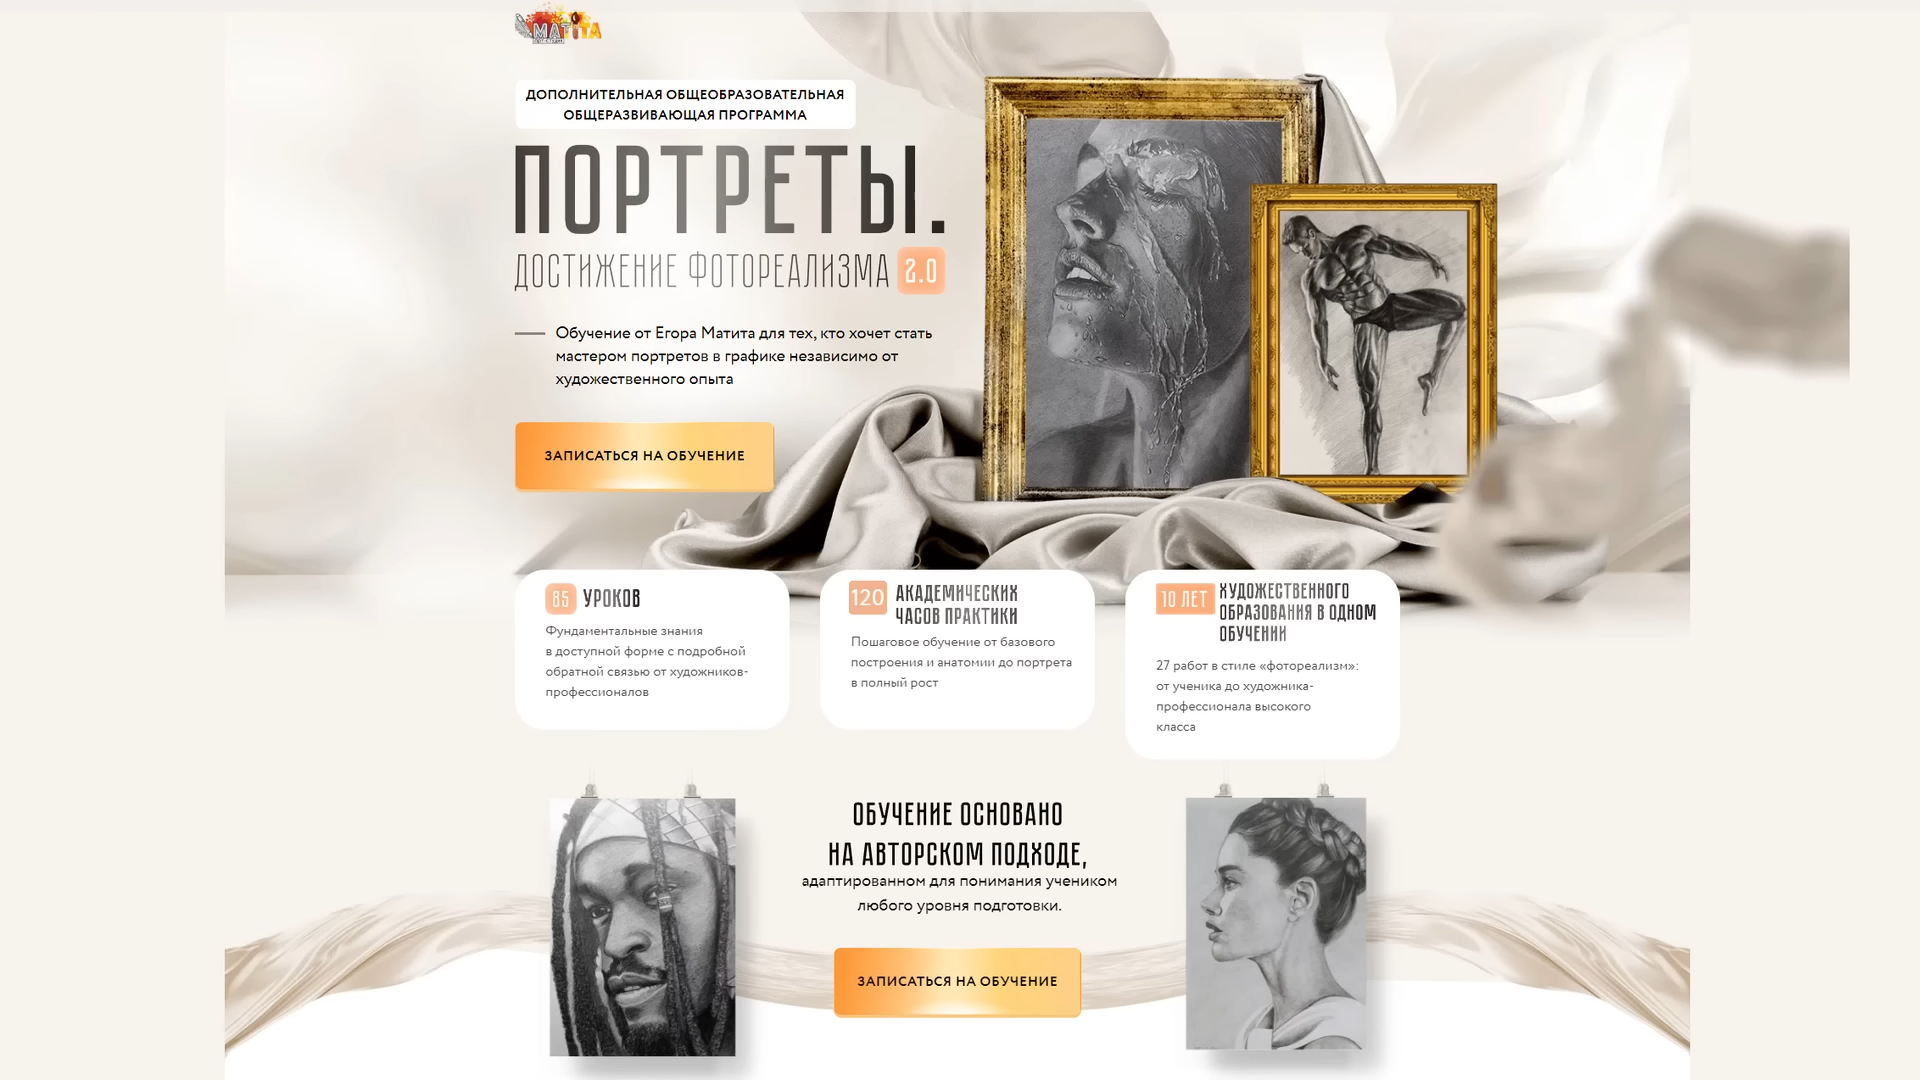 МАТИТА
ДОПОЛНИТЕЛЬНАЯ ОБЩЕОБРАЗОВАТЕЛЬНАЯ
ОБЩЕРАЗВИВАЮЩАЯ ПРОГРАММА
ПОРТРЕТЫ.
ДОСТИЖЕНИЕ ФОТОРЕАЛИЗМА 2.0
Обучение от Егора Матита для тех, кто хочет стать
мастером портретов в графике независимо от
художественного опыта
ЗАПИСАТЬСЯ НА ОБУЧЕНИЕ
85 УРОКОВ
Фундаментальные знания
в доступной форме с подробной
обратной связью от художников-
профессионалов
120 АКАДЕМИЧЕСКИХ
ЧАСОВ ПРАКТИКИ
Пошаговое обучение от базового
построения и анатомии до портрета
в полный рост
10 ЛЕТ ХУДОЖЕСТВЕННОГО
ОБРАЗОВАНИЯ В ОДНОМ
ОБУЧЕНИИ
27 работ в стиле «фотореализм»:
от ученика до художника-
профессионала высокого
класса
ОБУЧЕНИЕ ОСНОВАНО
НА АВТОРСКОМ ПОДХОДЕ,
адаптированном для понимания учеником
любого уровня подготовки.
ЗАПИСАТЬСЯ НА ОБУЧЕНИЕ